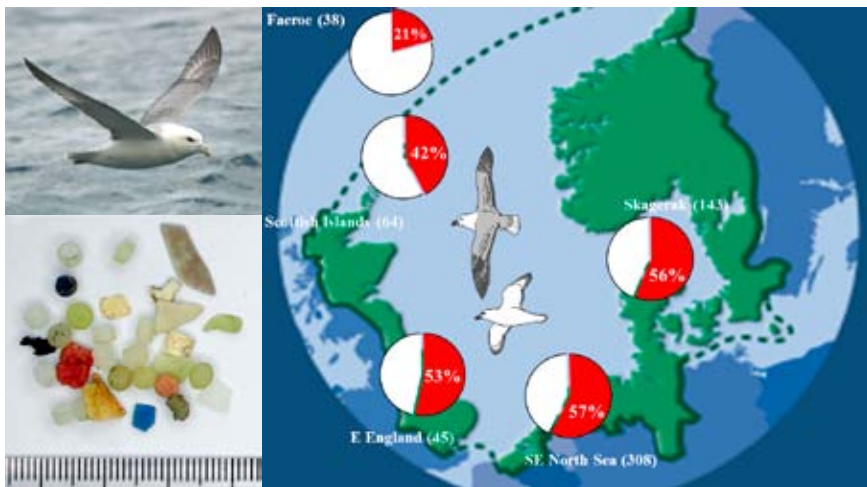 Faeroe (38)
21%
42%
Scottish Islands (64)
Skagerak (143)
56%
53%
57%
E England (45)
SE North Sea (308)